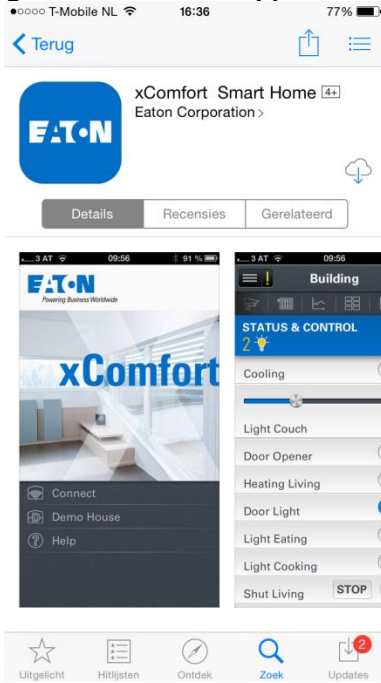 T-Mobile NL 16:36 77%
Terug
xComfort Smart Home 4+
Eaton Corporation >
EATON
Details Recensies Gerelateerd
3 AT 09:56 91 %
EATON
Powering Business Worldwide
xComfort
Connect
Demo House
Help
3 AT 09:56
Building
STATUS & CONTROL
2
Cooling
Light Couch
Door Opener
Heating Living
Door Light
Light Eating
Light Cooking
Shut Living STOP
2
Uitgelicht Hitlijsten Ontdek Zoek Updates